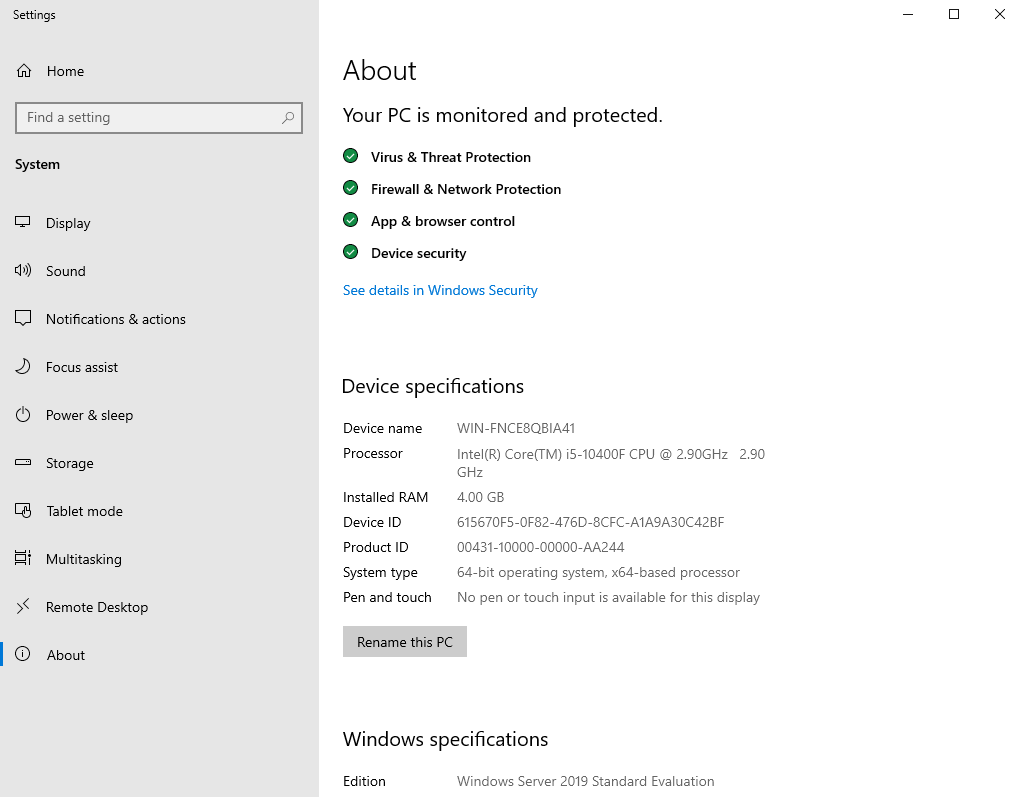 Settings
Home
Find a setting
System
Display
Sound
Notifications & actions
Focus assist
Power & sleep
Storage
Tablet mode
Multitasking
Remote Desktop
About
About
Your PC is monitored and protected.
Virus & Threat Protection
Firewall & Network Protection
App & browser control
Device security
See details in Windows Security
Device specifications
Device name WIN-FNCE8QBIA41
Processor Intel(R) Core(TM) i5-10400F CPU @ 2.90GHz 2.90
GHz
Installed RAM 4.00 GB
Device ID 615670F5-0F82-476D-8CFC-A1A9A30C42BF
Product ID 00431-10000-00000-AA244
System type 64-bit operating system, x64-based processor
Pen and touch No pen or touch input is available for this display
Rename this PC
Windows specifications
Edition Windows Server 2019 Standard Evaluation